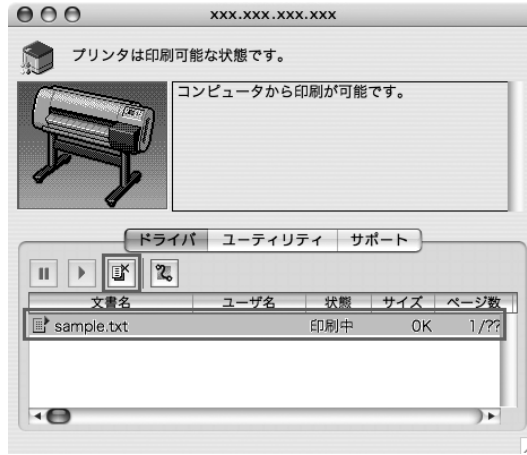 xxx.xxx.xxx.xxx
プリンタは印刷可能な状態です。
コンピュータから印刷が可能です。
ドライバ ユーティリティ サポート
文書名 ユーザ名 状態 サイズ ページ数
sample.txt 印刷中 0K 1/??